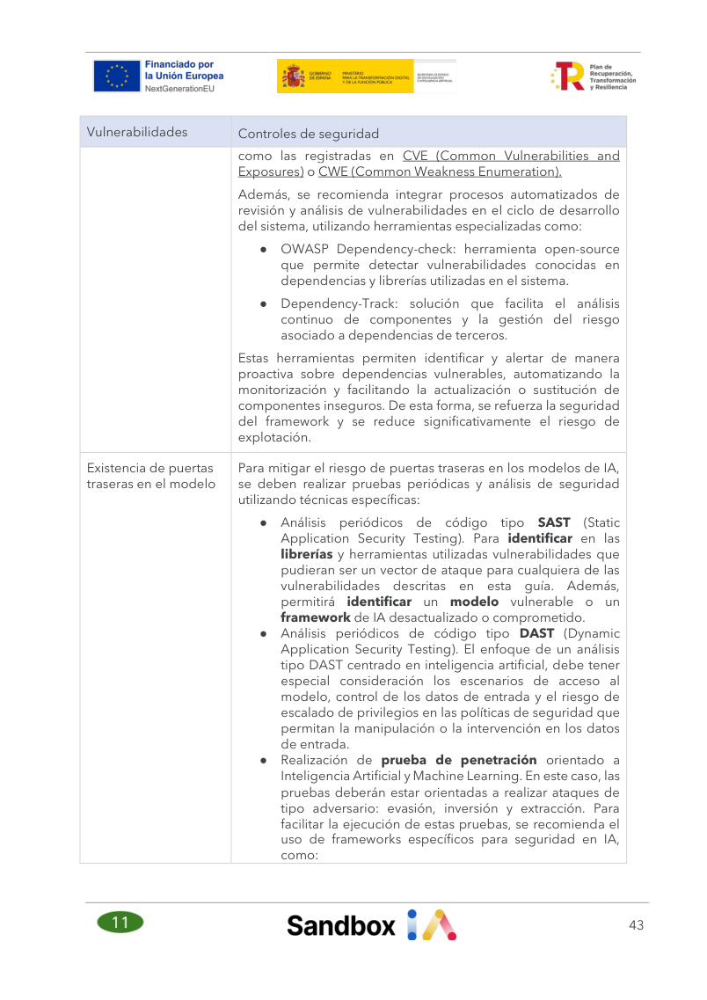 Financiado por
la Unión Europea
NextGenerationEU
GOBIERNO
DE ESPAÑA
MINISTERIO
PARA LA TRANSFORMACIÓN DIGITAL
Y DE LA FUNCIÓN PÚBLICA
SECRETARÍA DE ESTADO
DE DIGITALIZACIÓN
E INTELIGENCIA ARTIFICIAL
Plan de
Recuperación,
Transformación
y Resiliencia
Vulnerabilidades
Controles de seguridad
como las registradas en CVE (Common Vulnerabilities and
Exposures) o CWE (Common Weakness Enumeration).
Además, se recomienda integrar procesos automatizados de
revisión y análisis de vulnerabilidades en el ciclo de desarrollo
del sistema, utilizando herramientas especializadas como:
● OWASP Dependency-check: herramienta open-source
que permite detectar vulnerabilidades conocidas en
dependencias y librerías utilizadas en el sistema.
● Dependency-Track: solución que facilita el análisis
continuo de componentes y la gestión del riesgo
asociado a dependencias de terceros.
Estas herramientas permiten identificar y alertar de manera
proactiva sobre dependencias vulnerables, automatizando la
monitorización y facilitando la actualización o sustitución de
componentes inseguros. De esta forma, se refuerza la seguridad
del framework y se reduce significativamente el riesgo de
explotación.
Existencia de puertas
traseras en el modelo
Para mitigar el riesgo de puertas traseras en los modelos de IA,
se deben realizar pruebas periódicas y análisis de seguridad
utilizando técnicas específicas:
● Análisis periódicos de código tipo SAST (Static
Application Security Testing). Para identificar en las
librerías y herramientas utilizadas vulnerabilidades que
pudieran ser un vector de ataque para cualquiera de las
vulnerabilidades descritas en esta guía. Además,
permitirá identificar un modelo vulnerable o un
framework de IA desactualizado o comprometido.
● Análisis periódicos de código tipo DAST (Dynamic
Application Security Testing). El enfoque de un análisis
tipo DAST centrado en inteligencia artificial, debe tener
especial consideración los escenarios de acceso al
modelo, control de los datos de entrada y el riesgo de
escalado de privilegios en las políticas de seguridad que
permitan la manipulación o la intervención en los datos
de entrada.
● Realización de prueba de penetración orientado a
Inteligencia Artificial y Machine Learning. En este caso, las
pruebas deberán estar orientadas a realizar ataques de
tipo adversario: evasión, inversión y extracción. Para
facilitar la ejecución de estas pruebas, se recomienda el
uso de frameworks específicos para seguridad en IA,
como:
11
Sandbox IA
43